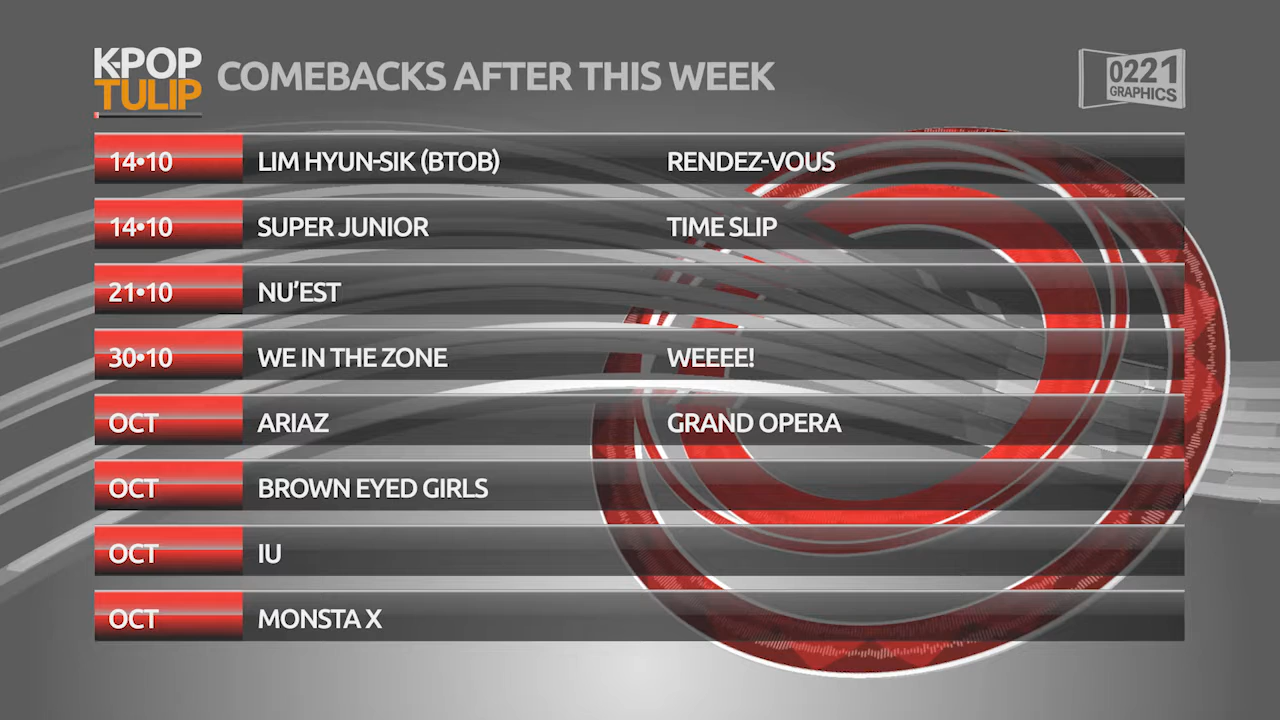 K-POP
TULIP
COMEBACKS AFTER THIS WEEK
0221
GRAPHICS
14•10 LIM HYUN-SIK (BTOB) RENDEZ-VOUS
14•10 SUPER JUNIOR TIME SLIP
21•10 NU’EST
30•10 WE IN THE ZONE WEEEE!
OCT ARIAZ GRAND OPERA
OCT BROWN EYED GIRLS
OCT IU
OCT MONSTA X